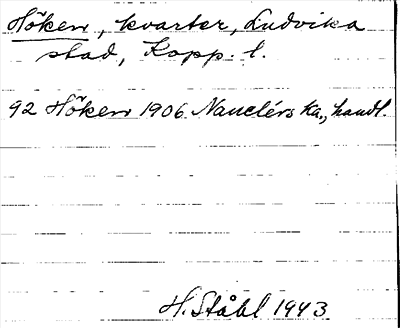 Höken, kvarter, Ludvika
stad, Kopp. l.
92 Höken 1906 Nauclérs ka., handl.
H. Ståhl 1943